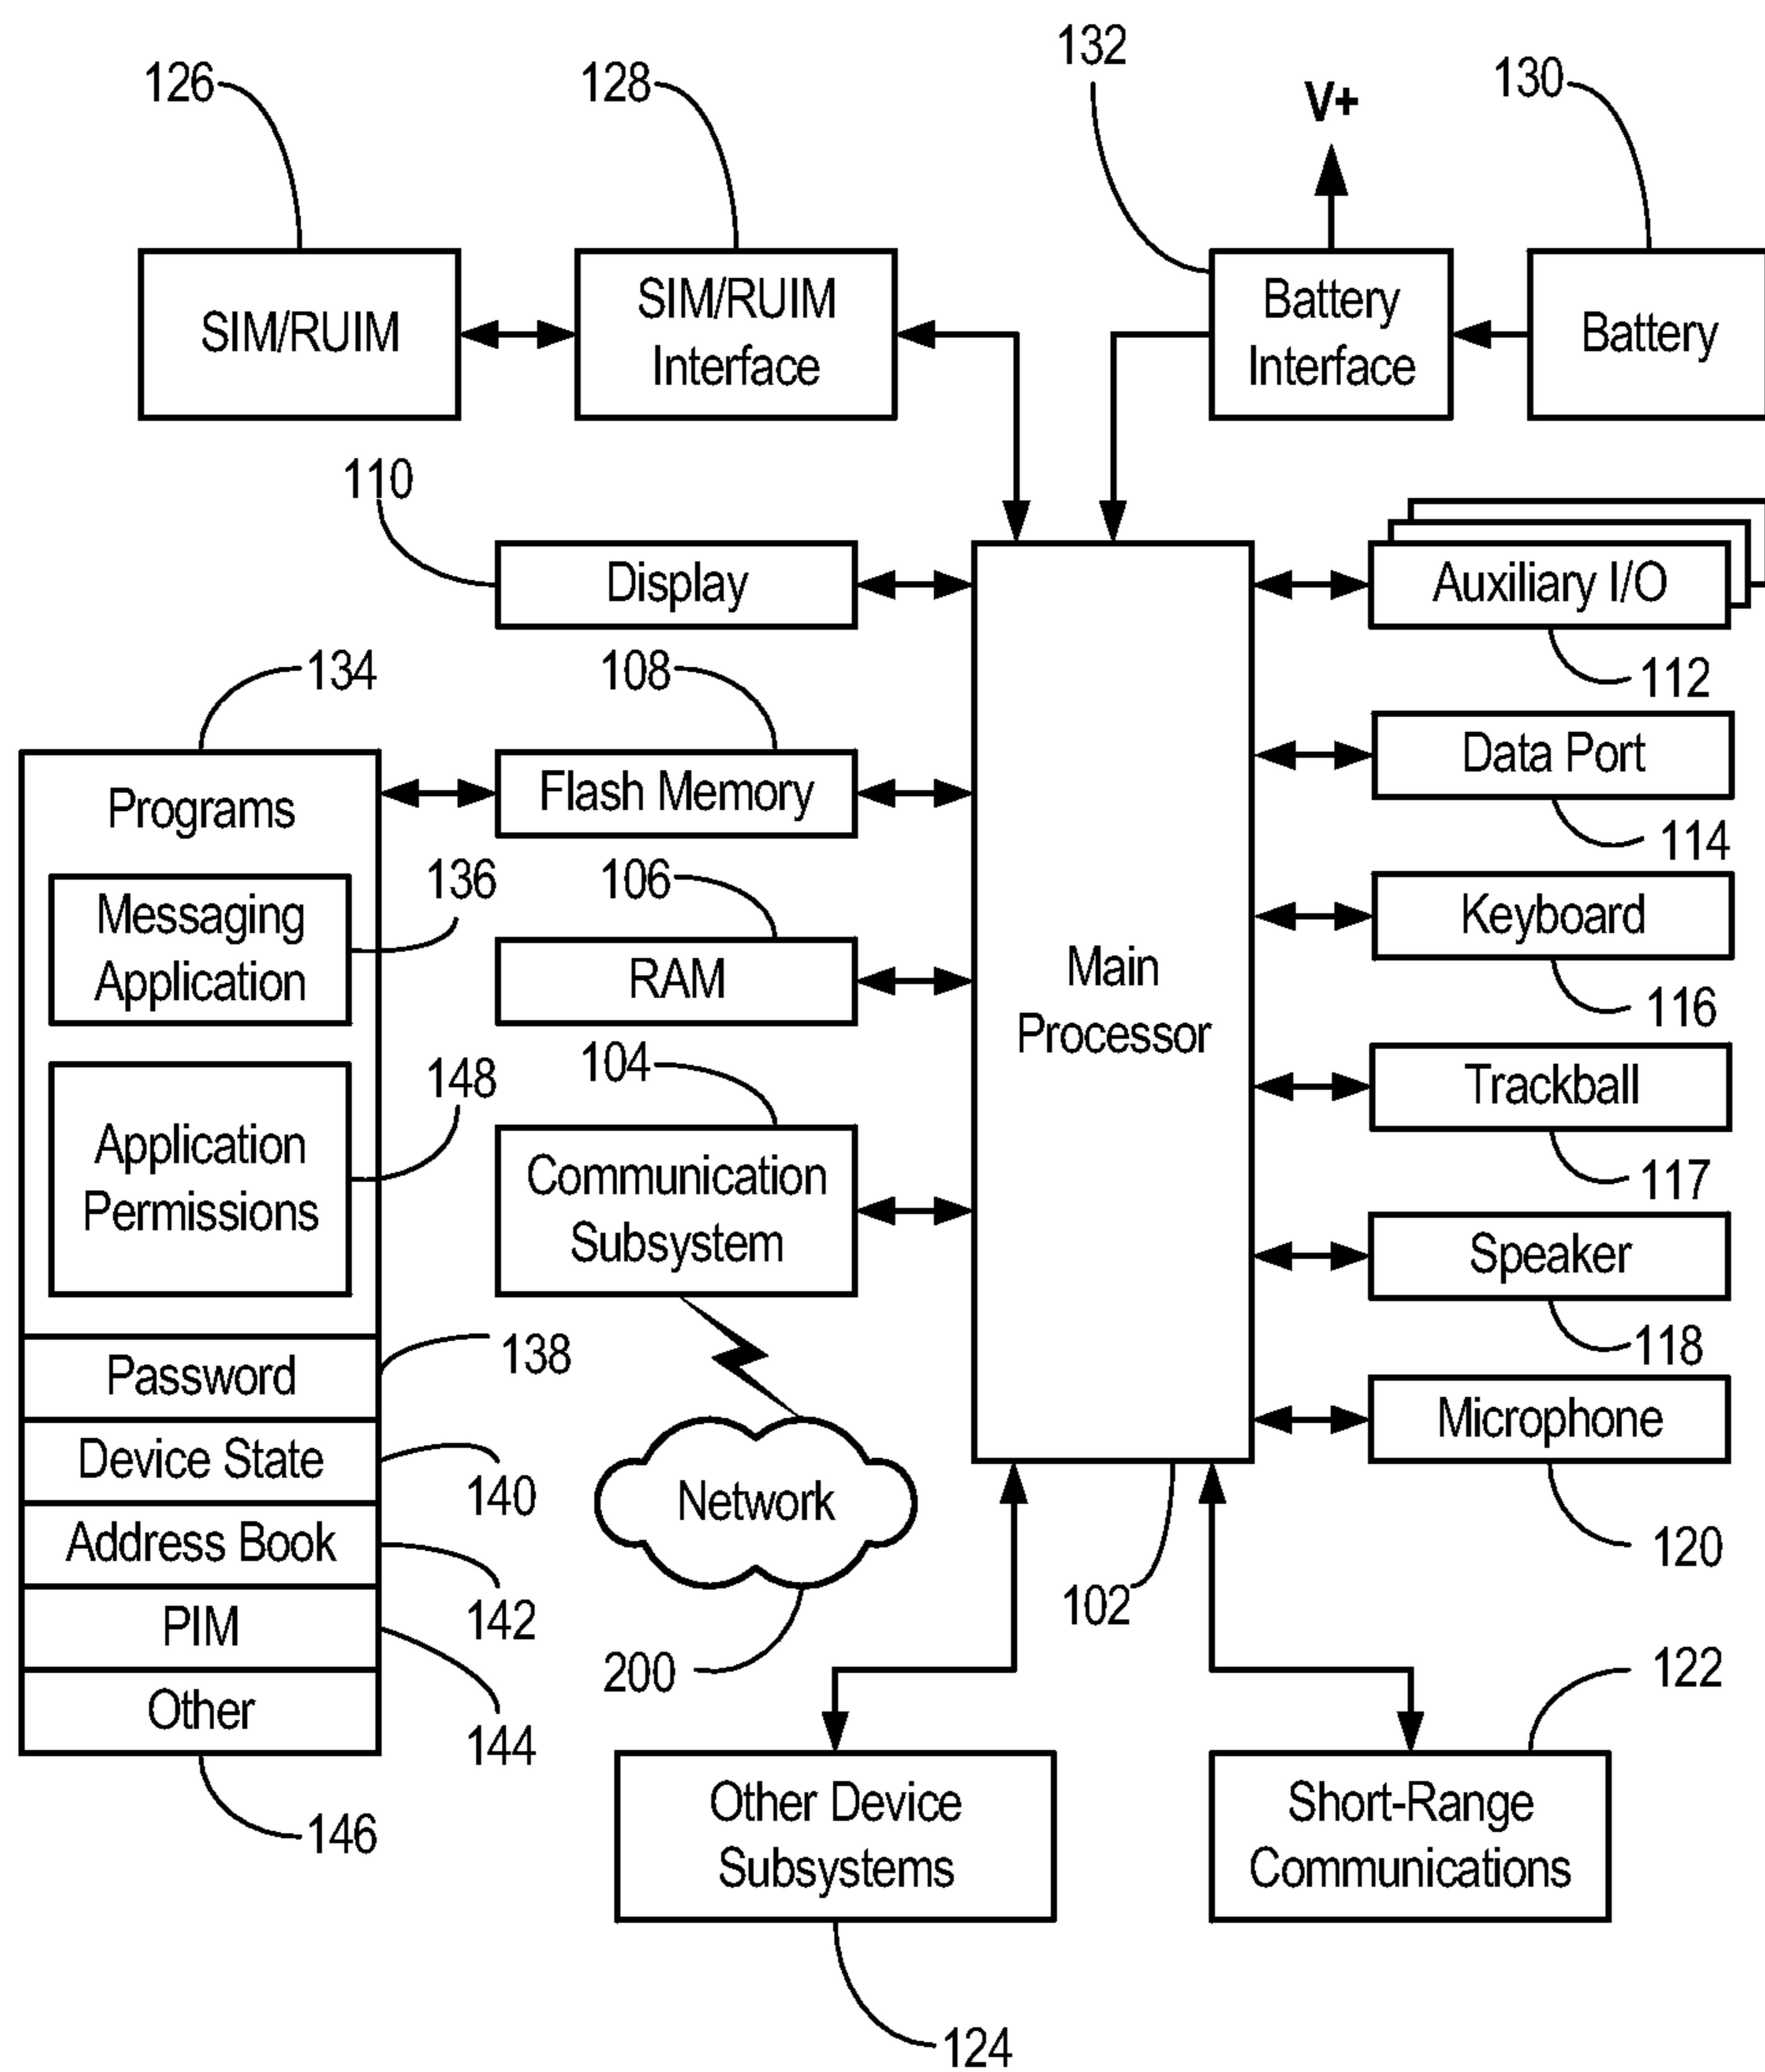 132
126
128
V+
130
SIM/RUIM
SIM/RUIM
Interface
Battery
Interface
Battery
110
Display
Auxiliary I/O
112
134
108
Programs
Flash Memory
Data Port
114
136
106
Messaging
Application
RAM
Keyboard
116
Main
Processor
148
104
Application
Permissions
Communication
Subsystem
Trackball
117
Speaker
118
138
Password
Device State
140
Address Book
142
PIM
144
Other
146
Network
200
Microphone
120
102
122
Other Device
Subsystems
Short-Range
Communications
124